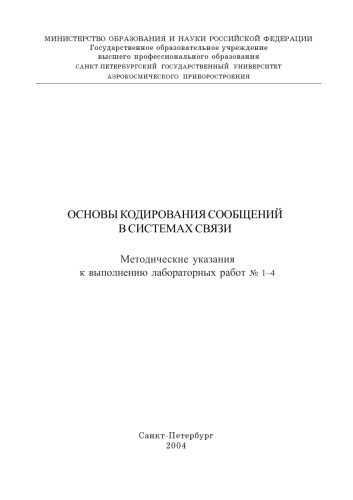 МИНИСТЕРСТВО ОБРАЗОВАНИЯ И НАУКИ РОССИЙСКОЙ ФЕДЕРАЦИИ
Государственное образовательное учреждение
высшего профессионального образования
САНКТ-ПЕТЕРБУРГСКИЙ ГОСУДАРСТВЕННЫЙ УНИВЕРСИТЕТ
АЭРОКОСМИЧЕСКОГО ПРИБОРОСТРОЕНИЯ
ОСНОВЫ КОДИРОВАНИЯ СООБЩЕНИЙ
В СИСТЕМАХ СВЯЗИ
Методические указания
к выполнению лабораторных работ № 1–4
Санкт-Петербург
2004